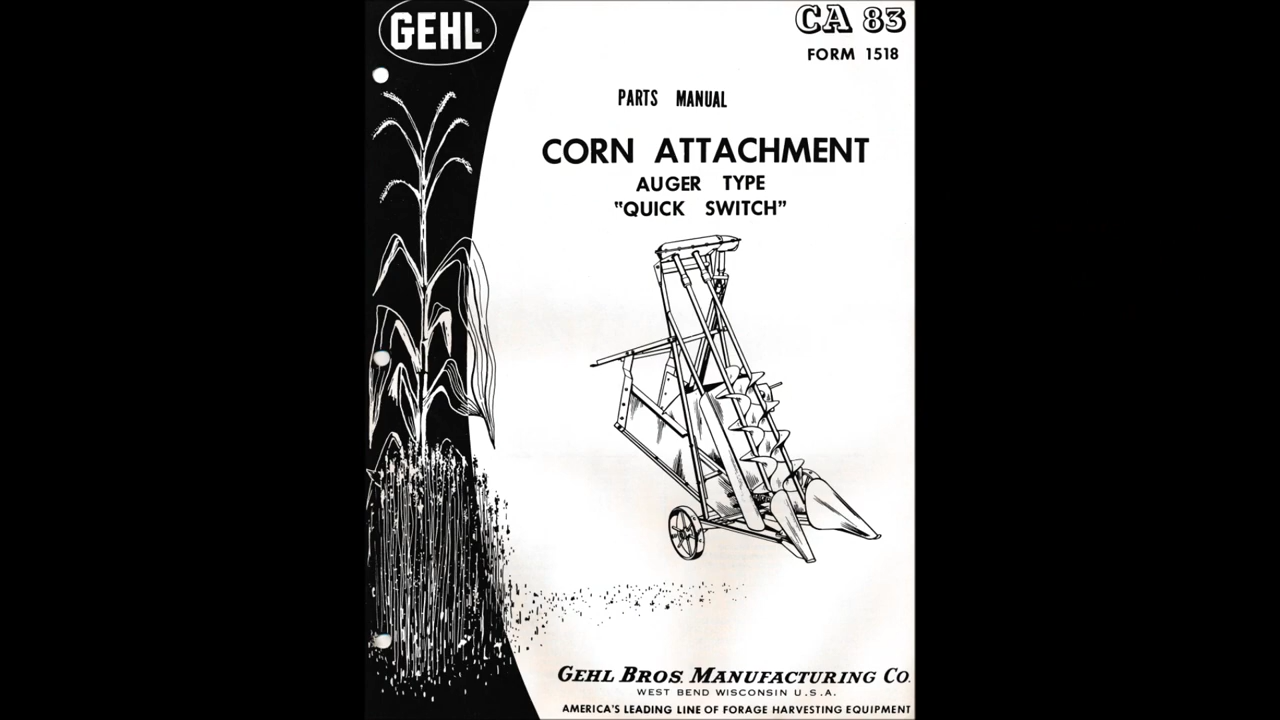 GEHL®
CA 83
FORM 1518
PARTS MANUAL
CORN ATTACHMENT
AUGER TYPE
"QUICK SWITCH"
GEHL BROS. MANUFACTURING CO.
WEST BEND WISCONSIN U.S.A.
AMERICA'S LEADING LINE OF FORAGE HARVESTING EQUIPMENT